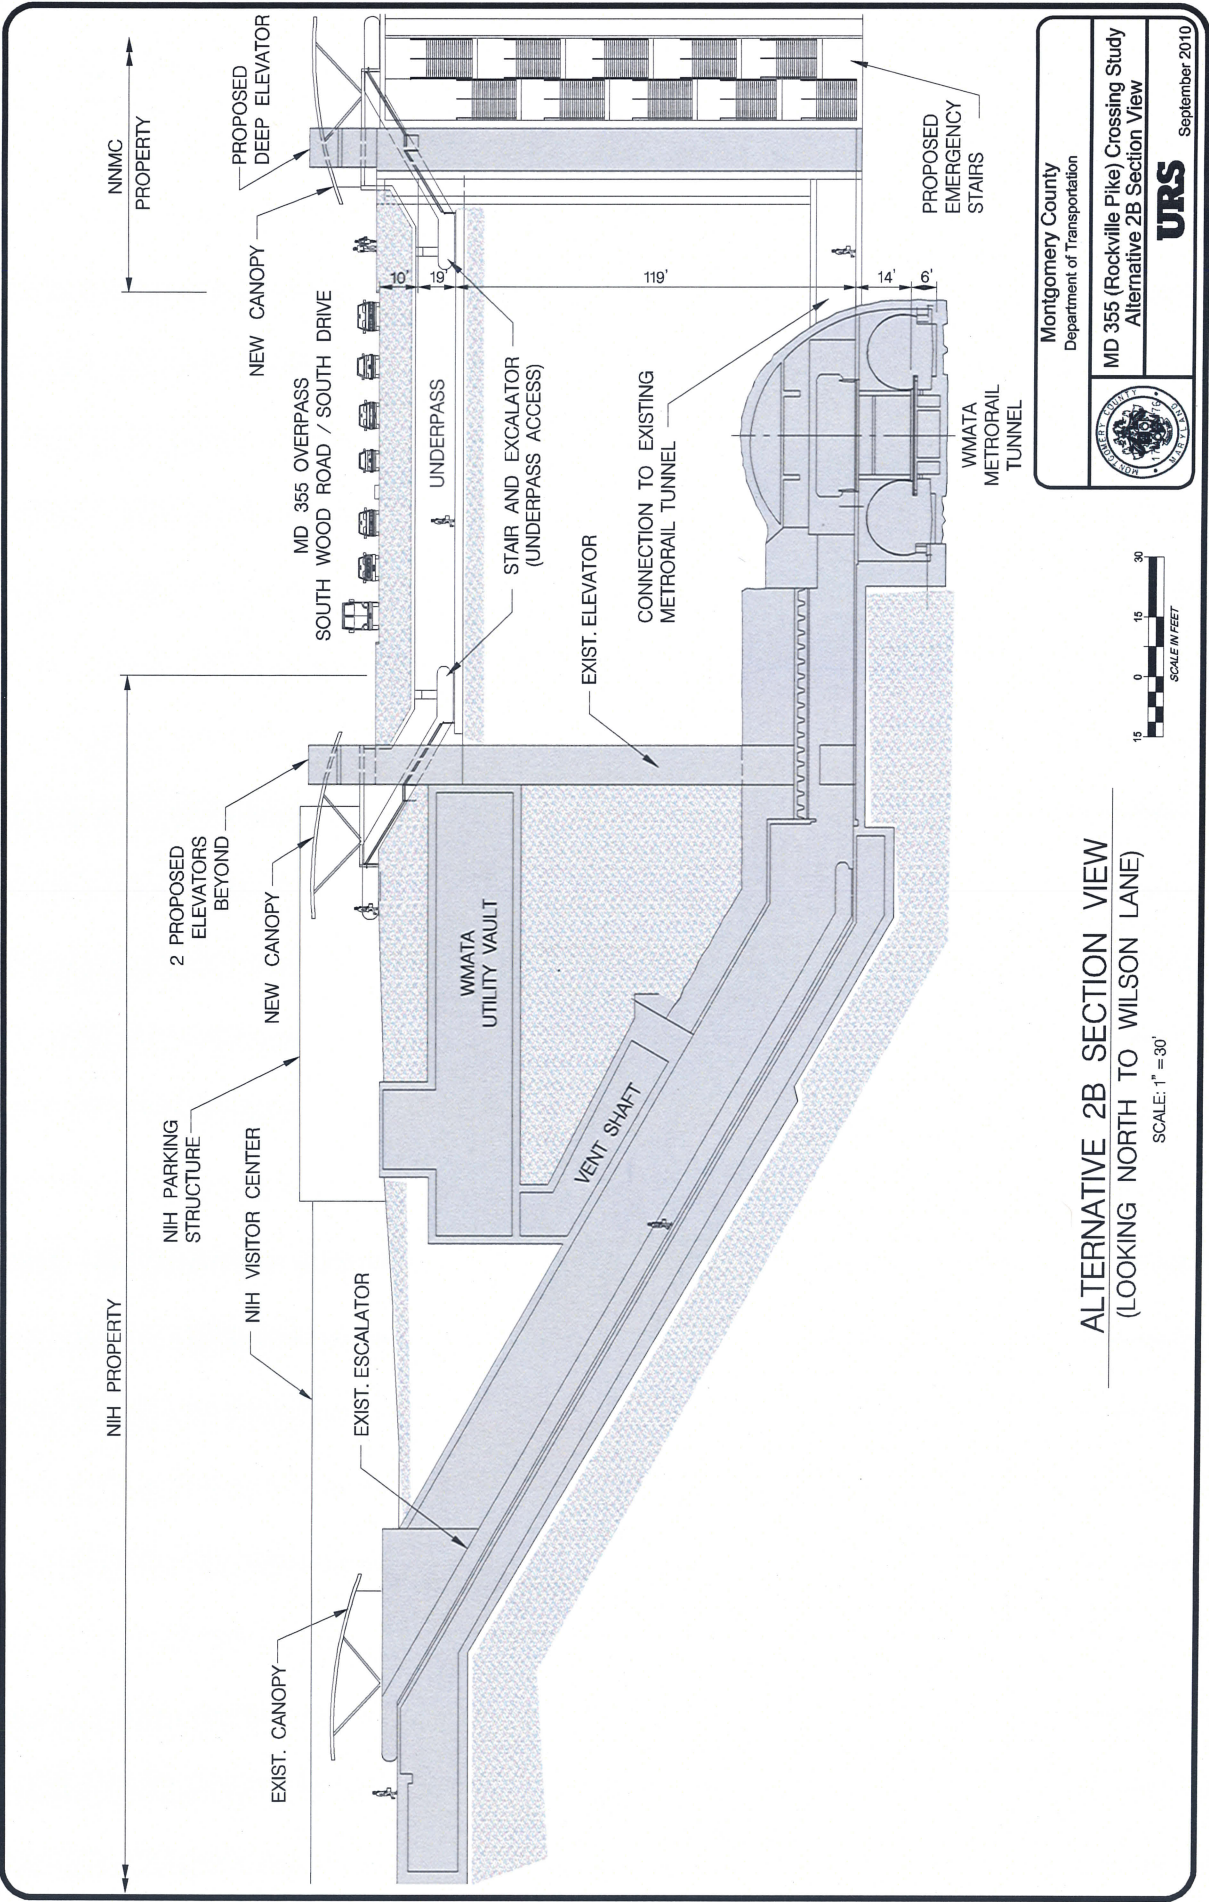 NIH PROPERTY
NNMC
PROPERTY
NIH PARKING
STRUCTURE
NIH VISITOR CENTER
2 PROPOSED
ELEVATORS
BEYOND
NEW CANOPY
EXIST. CANOPY
EXIST. ESCALATOR
PROPOSED
DEEP ELEVATOR
NEW CANOPY
MD 355 OVERPASS
SOUTH WOOD ROAD / SOUTH DRIVE
10'
19'
119'
14'
6'
UNDERPASS
STAIR AND EXCALATOR
(UNDERPASS ACCESS)
WMATA
UTILITY VAULT
VENT SHAFT
EXIST. ELEVATOR
CONNECTION TO EXISTING
METRORAIL TUNNEL
PROPOSED
EMERGENCY
STAIRS
WMATA
METRORAIL
TUNNEL
ALTERNATIVE 2B SECTION VIEW
(LOOKING NORTH TO WILSON LANE)
SCALE: 1" = 30'
15
0
15
30
SCALE IN FEET
Montgomery County
Department of Transportation
MONTGOMERY COUNTY
MARYLAND
MD 355 (Rockville Pike) Crossing Study
Alternative 2B Section View
URS
September 2010